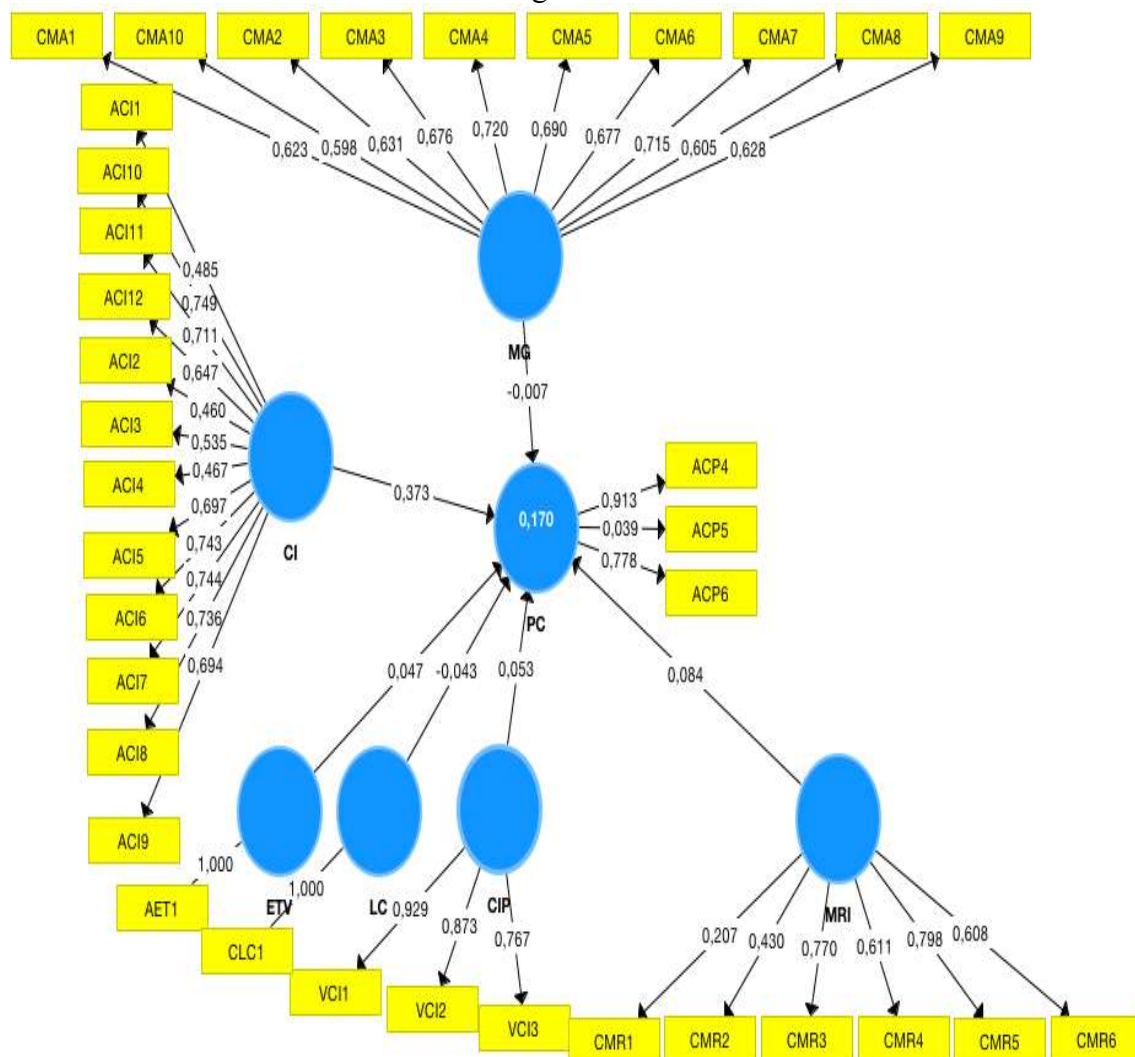 CMA1 CMA10 CMA2 CMA3 CMA4 CMA5 CMA6 CMA7 CMA8 CMA9
0,623 0,598 0,631 0,676 0,720 0,690 0,677 0,715 0,605 0,628
ACI1
ACI10
ACI11
ACI12
ACI2
ACI3
ACI4
ACI5
ACI6
ACI7
ACI8
ACI9
0,485
0,749
0,711
0,647
0,460
0,535
0,467
0,697
0,743
0,744
0,736
0,694
CI
MG
-0,007
0,373
0,170
PC
0,913
0,039
0,778
ACP4
ACP5
ACP6
0,047 -0,043 0,053 0,084
1,000
1,000
ETV LC CIP MRI
AET1
CLC1
0,929
0,873
0,767
VCI1
VCI2
VCI3
0,207 0,430 0,770 0,611 0,798 0,608
CMR1 CMR2 CMR3 CMR4 CMR5 CMR6